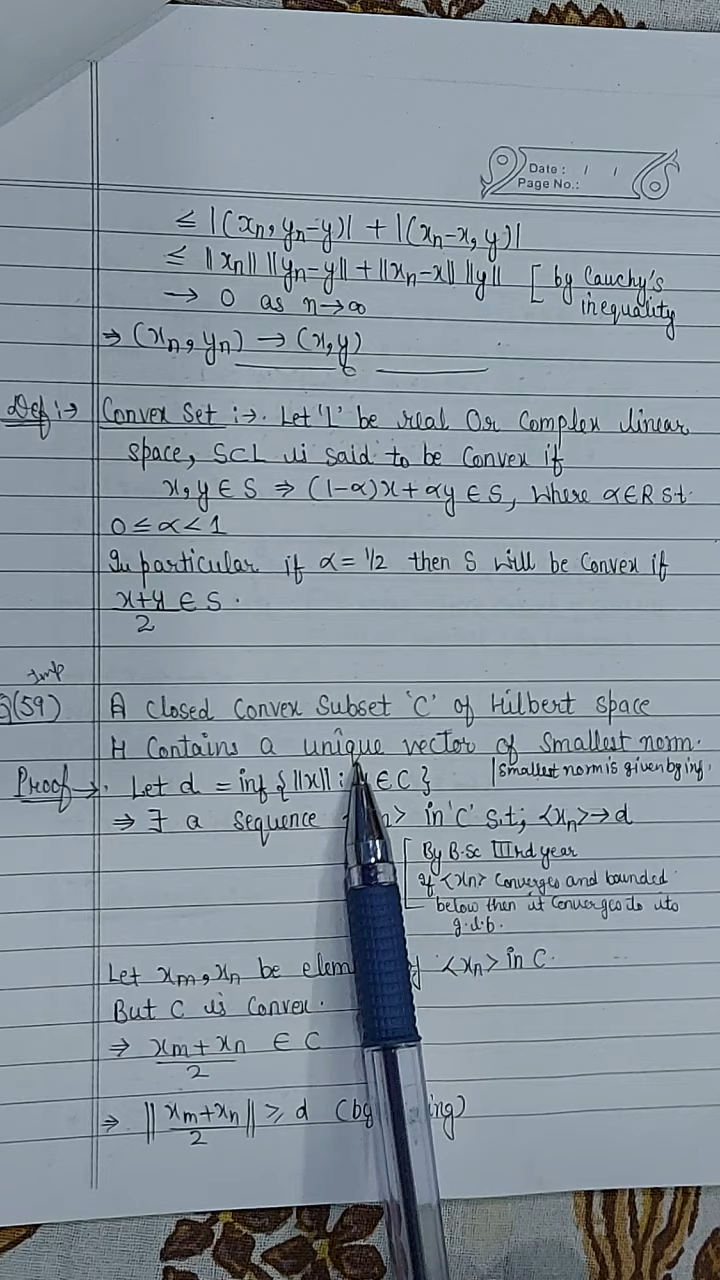 Date : / /
Page No.:
≤ |(xn, yn-y)| + |(xn-x, y)|
≤ ||xn|| ||yn-y|| + ||xn-x|| ||y|| [ by Cauchy's
→ 0 as n→∞ inequality
⇒ (xn, yn) → (x, y)
Def :→ Convex Set :→. Let 'L' be real Or Complex linear
space, S⊂L is said to be Convex if
x, y ∈ S ⇒ (1-α)x + αy ∈ S, Where α∈R s.t.
0 ≤ α < 1
In particular if α = 1/2 then S will be Convex if
x+y/2 ∈ S.
Imp
(59) A Closed Convex Subset 'C' of Hilbert space
H Contains a unique vector of Smallest norm.
Proof →. Let d = inf {||x|| : ∈ C} | Smallest norm is given by inf.
⇒ ∃ a Sequence > in 'C' s.t; <xn> → d
[ By B.Sc IIIrd year
If <xn> Converges and bounded
below then it Converges to its
g.l.b.
Let xm, xn be <xn> in C.
But C is Convex.
⇒ xm + xn/2 ∈ C
⇒ ||xm+xn/2|| ≥ d